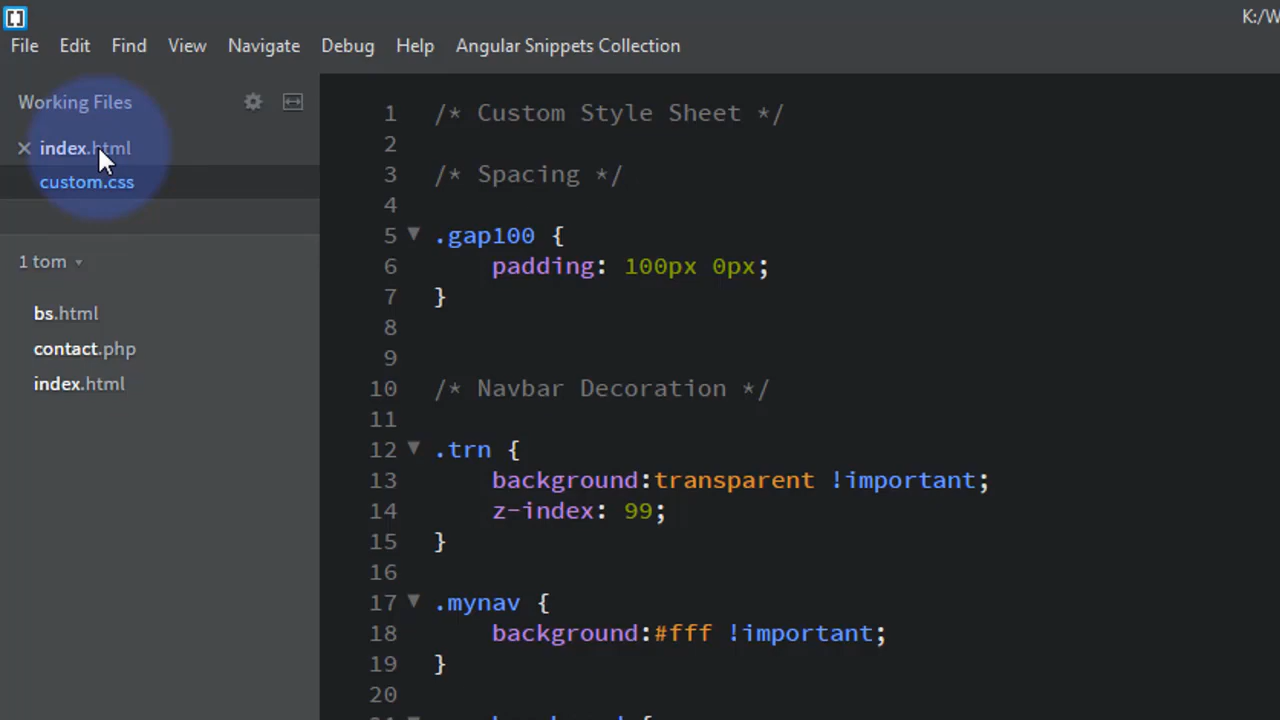 K:/W
File Edit Find View Navigate Debug Help Angular Snippets Collection
Working Files
index.html
custom.css
1 tom
bs.html
contact.php
index.html
1 /* Custom Style Sheet */
2
3 /* Spacing */
4
5 .gap100 {
6 padding: 100px 0px;
7 }
8
9
10 /* Navbar Decoration */
11
12 .trn {
13 background:transparent !important;
14 z-index: 99;
15 }
16
17 .mynav {
18 background:#fff !important;
19 }
20